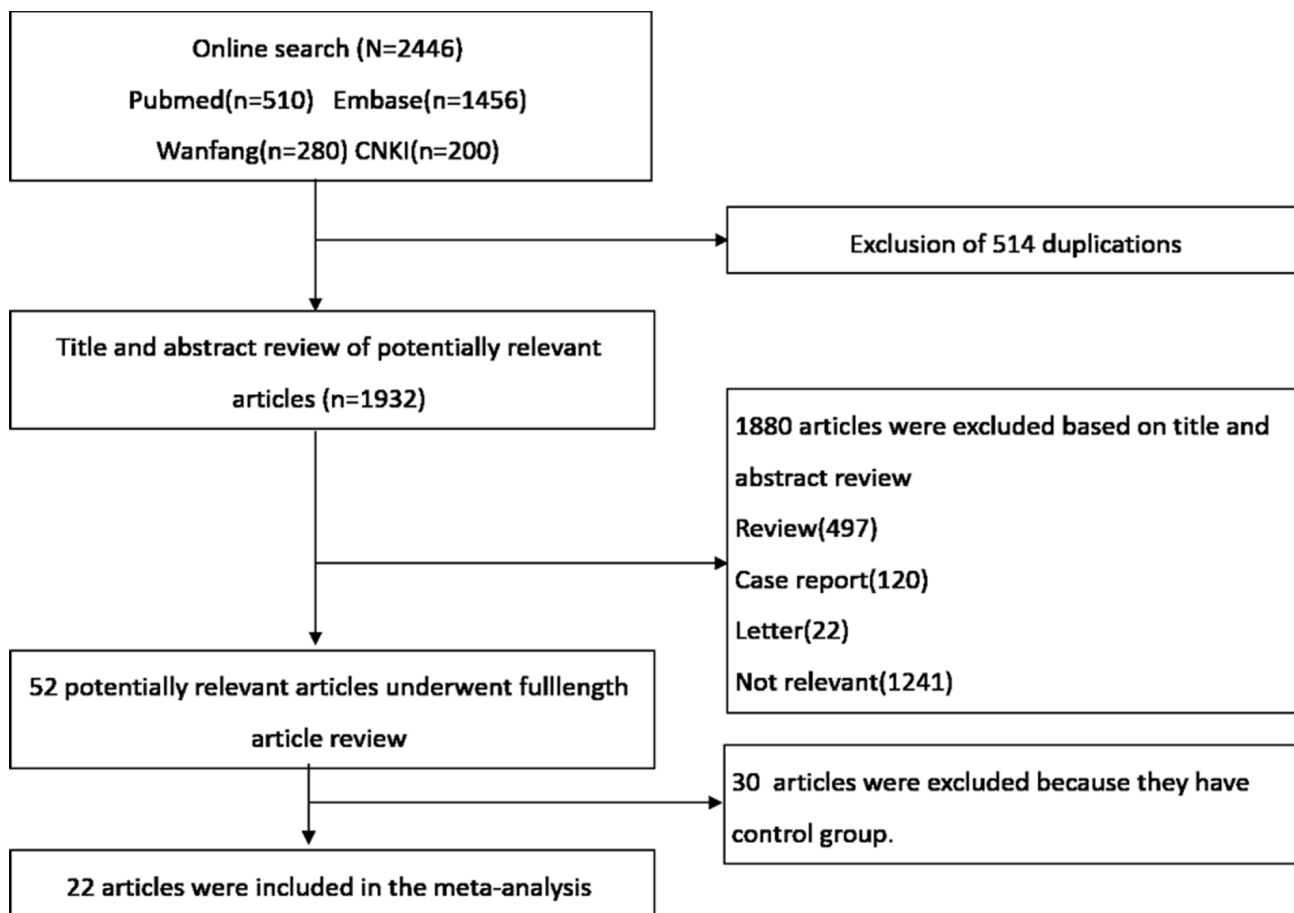 Online search (N=2446)
Pubmed(n=510) Embase(n=1456)
Wanfang(n=280) CNKI(n=200)
Exclusion of 514 duplications
Title and abstract review of potentially relevant
articles (n=1932)
1880 articles were excluded based on title and
abstract review
Review(497)
Case report(120)
Letter(22)
Not relevant(1241)
52 potentially relevant articles underwent fulllength
article review
30 articles were excluded because they have
control group.
22 articles were included in the meta-analysis